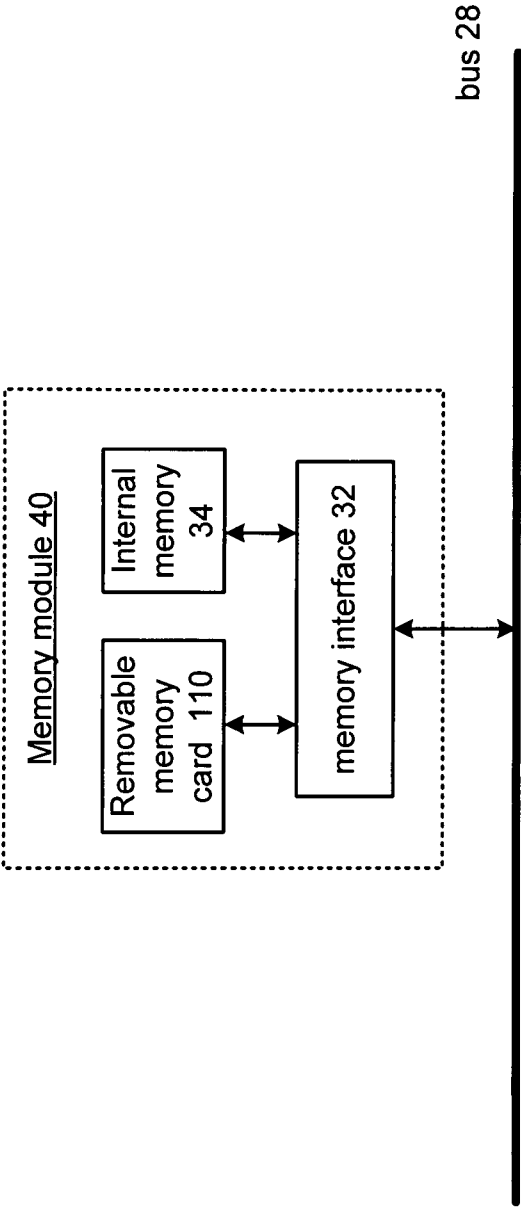 Memory module 40
Removable
memory
card 110
Internal
memory
34
memory interface 32
bus 28